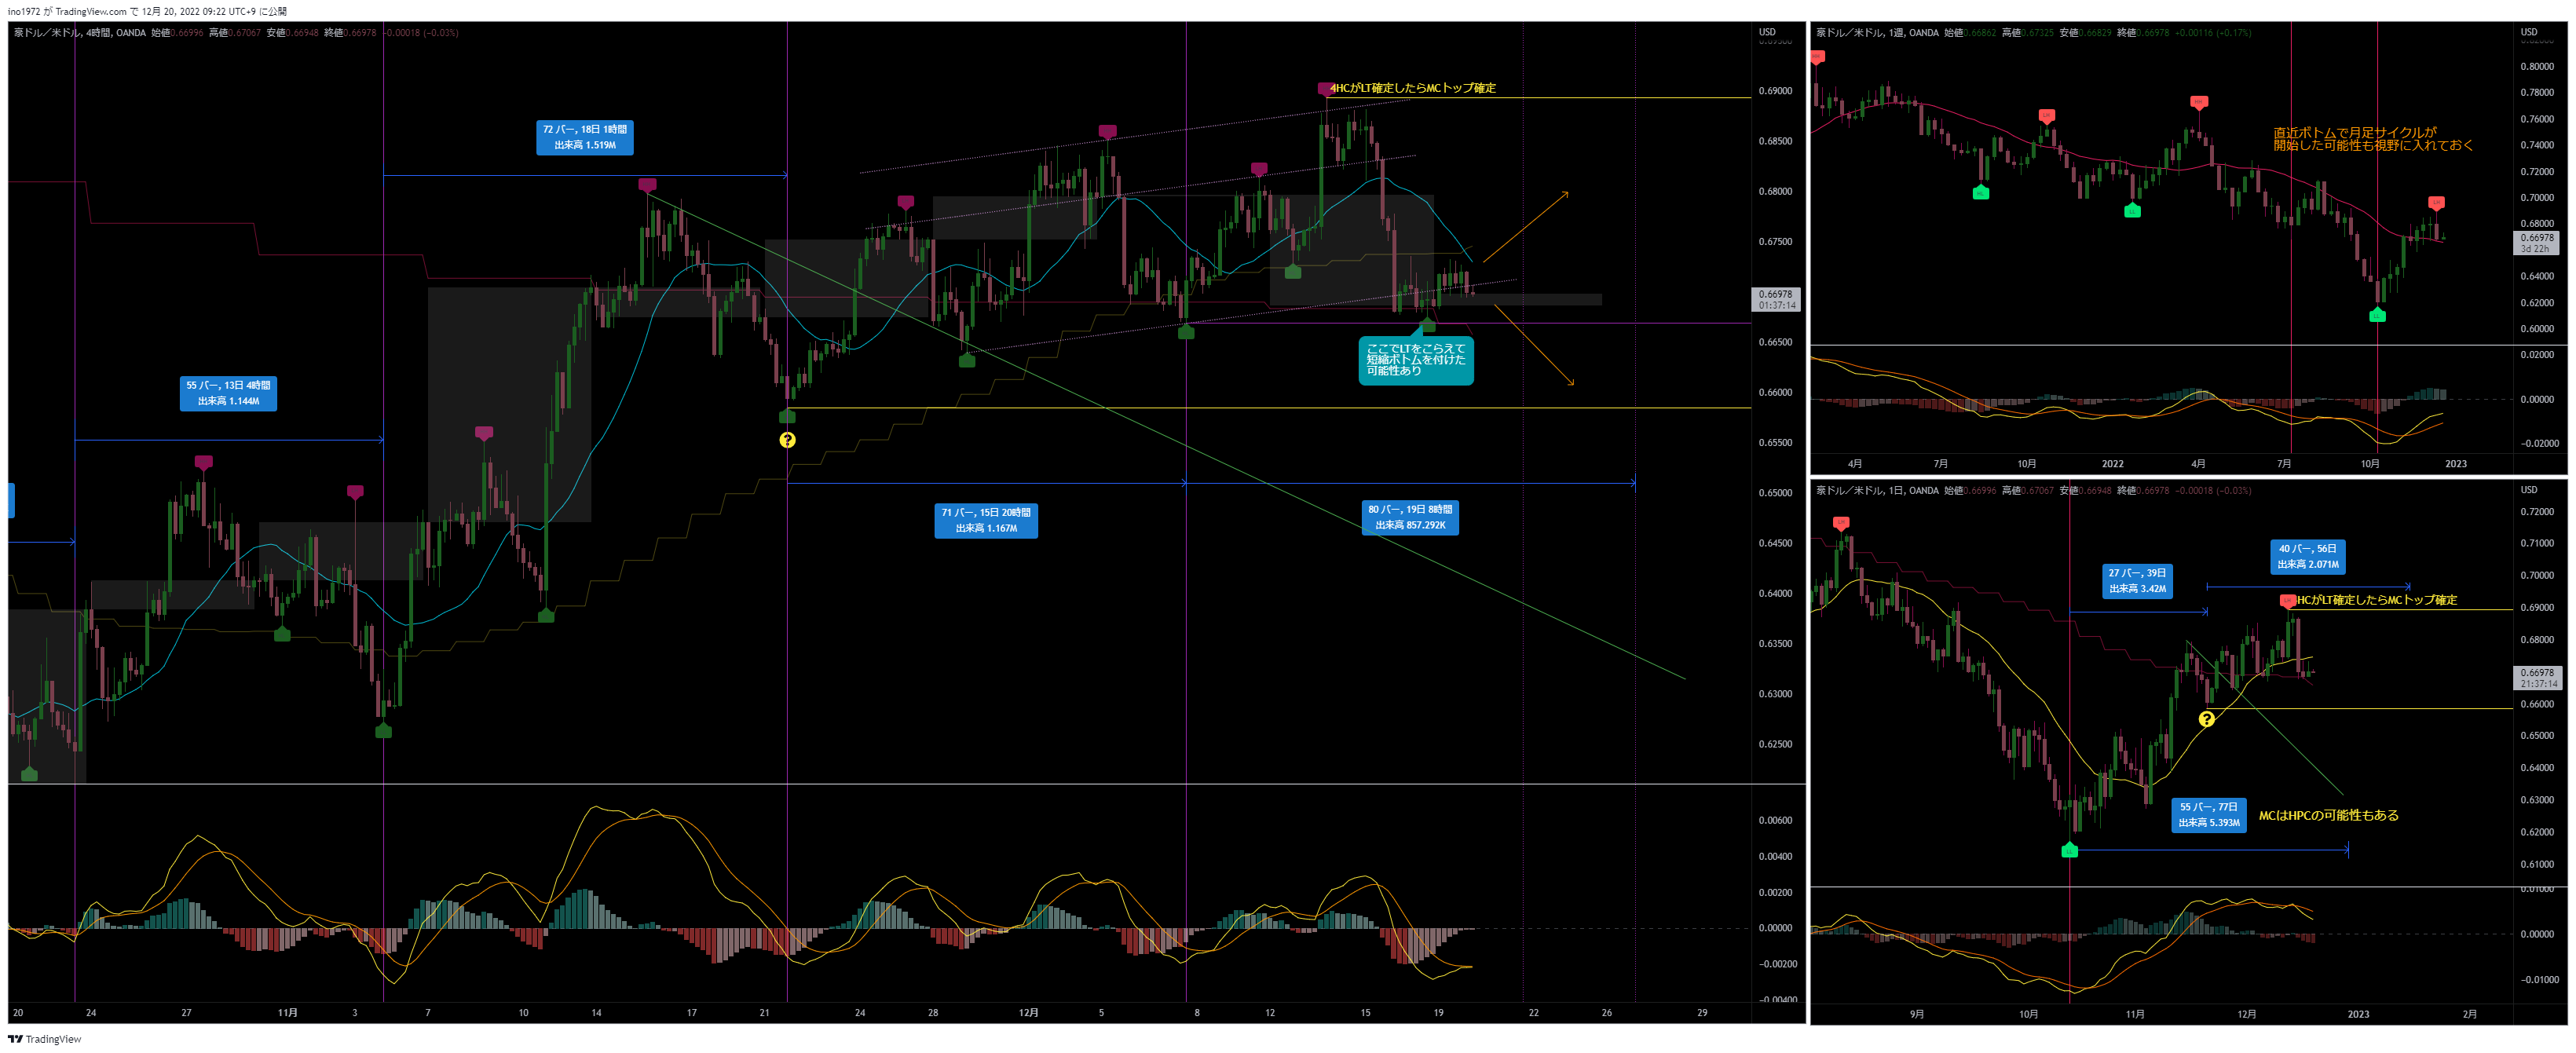 ino1972 が TradingView.com で 12月 20, 2022 09:22 UTC+9 に公開
豪ドル／米ドル, 4時間, OANDA 始値0.66996 高値0.67067 安値0.66948 終値0.66978 −0.00018 (−0.03%)
USD
0.69000
0.68500
0.68000
0.67500
0.66978
01:37:14
0.66500
0.66000
0.65500
0.65000
0.64500
0.64000
0.63500
0.63000
0.62500
0.00600
0.00400
0.00200
0.00000
−0.00200
−0.00400
72 バー, 18日 1時間
出来高 1.519M
4HCがLT確定したらMCトップ確定
55 バー, 13日 4時間
出来高 1.144M
ここでLTをこらえて
短縮ボトムを付けた
可能性あり
?
71 バー, 15日 20時間
出来高 1.167M
80 バー, 19日 8時間
出来高 857.292K
20 24 27 11月 3 7 10 14 17 21 24 28 12月 5 8 12 15 19 22 26 29
豪ドル／米ドル, 1週, OANDA 始値0.66862 高値0.67325 安値0.66829 終値0.66978 +0.00116 (+0.17%)
USD
0.80000
0.78000
0.76000
0.74000
0.72000
0.70000
0.68000
0.66978
3d 22h
0.64000
0.62000
0.60000
0.02000
0.00000
−0.02000
直近ボトムで月足サイクルが
開始した可能性も視野に入れておく
4月 7月 10月 2022 4月 7月 10月 2023
豪ドル／米ドル, 1日, OANDA 始値0.66996 高値0.67067 安値0.66948 終値0.66978 −0.00018 (−0.03%)
USD
0.72000
0.71000
0.70000
0.69000
0.68000
0.66978
21:37:14
0.66000
0.65000
0.64000
0.63000
0.62000
0.61000
0.01000
0.00000
−0.01000
40 バー, 56日
出来高 2.071M
27 バー, 39日
出来高 3.42M
HCがLT確定したらMCトップ確定
?
55 バー, 77日
出来高 5.393M
MCはHPCの可能性もある
9月 10月 11月 12月 2023 2月
TradingView